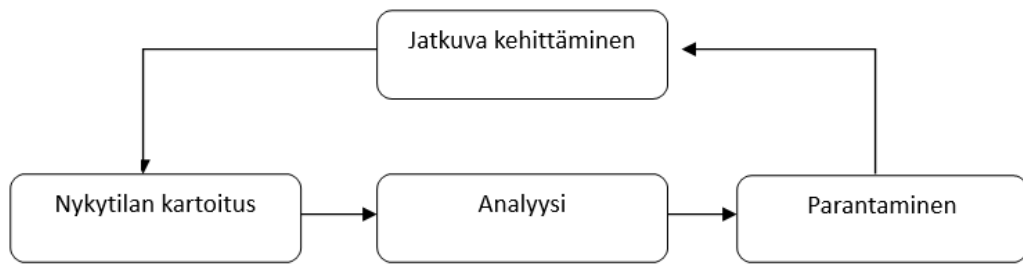 Jatkuva kehittäminen
Nykytilan kartoitus
Analyysi
Parantaminen